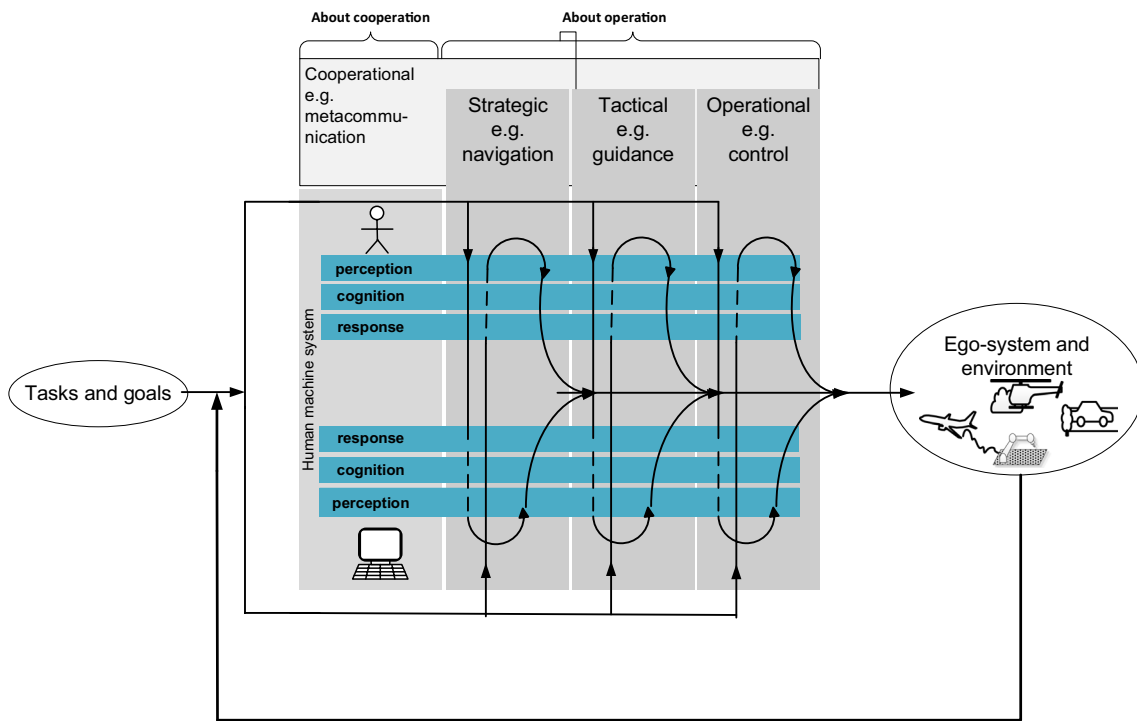 About cooperation
About operation
Cooperational
e.g.
metacommu-
nication
Strategic
e.g.
navigation
Tactical
e.g.
guidance
Operational
e.g.
control
perception
cognition
response
Human machine system
Tasks and goals
Ego-system and
environment
response
cognition
perception